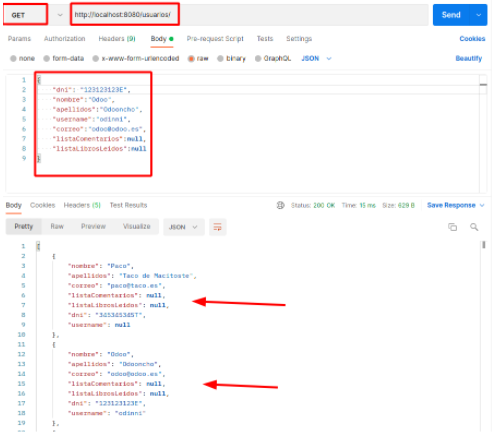 GET http://localhost:8080/usuarios/ Send
Params Authorization Headers (9) Body Pre-request Script Tests Settings Cookies
none form-data x-www-form-urlencoded raw binary GraphQL JSON Beautify
1 {
2 "dni": "123123123E",
3 "nombre":"Odoo",
4 "apellidos":"Odooncho",
5 "username":"odinni",
6 "correo":"odoo@odoo.es",
7 "listaComentarios":null,
8 "listaLibrosLeidos":null
9 }
Body Cookies Headers (5) Test Results Status: 200 OK Time: 15 ms Size: 629 B Save Response
Pretty Raw Preview Visualize JSON
1 [
2 {
3 "nombre": "Paco",
4 "apellidos": "Taco de Macitoste",
5 "correo": "paco@taco.es",
6 "listaComentarios": null,
7 "listaLibrosLeidos": null,
8 "dni": "3453453457",
9 "username": null
10 },
11 {
12 "nombre": "Odoo",
13 "apellidos": "Odooncho",
14 "correo": "odoo@odoo.es",
15 "listaComentarios": null,
16 "listaLibrosLeidos": null,
17 "dni": "123123123E",
18 "username": "odinni"
19 },